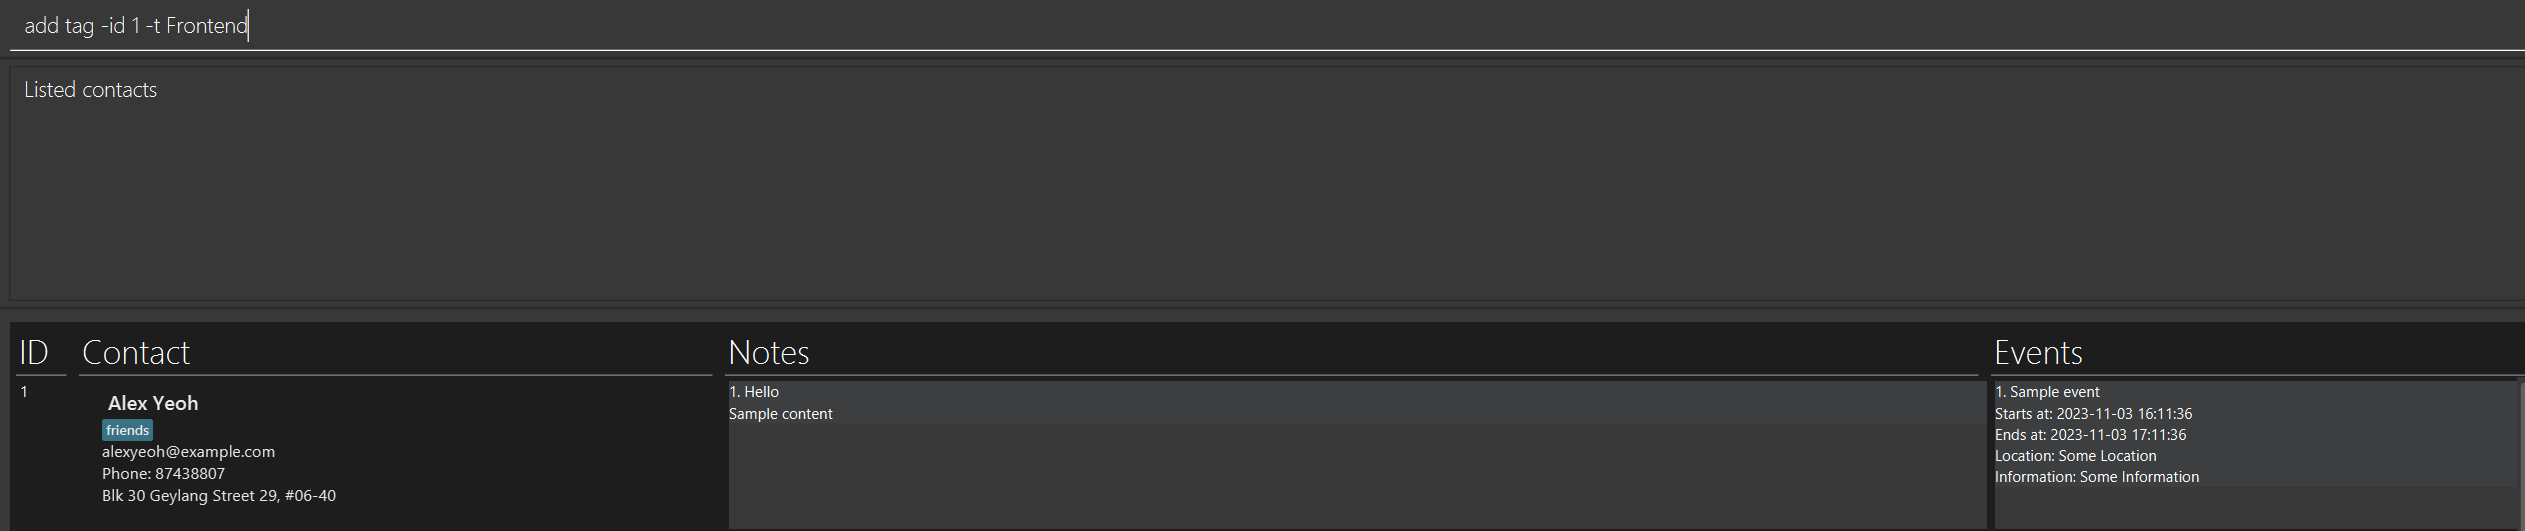 add tag -id 1 -t Frontend
Listed contacts
ID Contact Notes Events
1
Alex Yeoh
friends
alexyeoh@example.com
Phone: 87438807
Blk 30 Geylang Street 29, #06-40
1. Hello
Sample content
1. Sample event
Starts at: 2023-11-03 16:11:36
Ends at: 2023-11-03 17:11:36
Location: Some Location
Information: Some Information